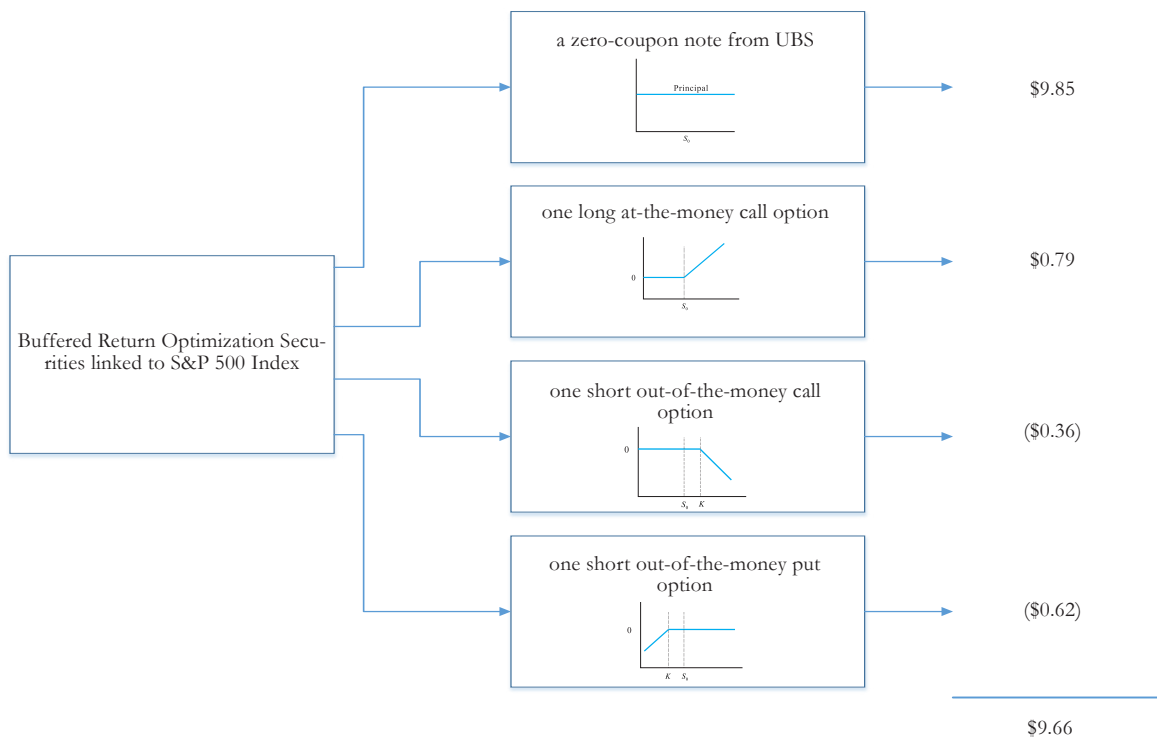 a zero-coupon note from UBS
Principal
S₀
$9.85
one long at-the-money call option
0
S₀
$0.79
Buffered Return Optimization Secu-
rities linked to S&P 500 Index
one short out-of-the-money call
option
0
S₀ K
($0.36)
one short out-of-the-money put
option
0
K S₀
($0.62)
$9.66